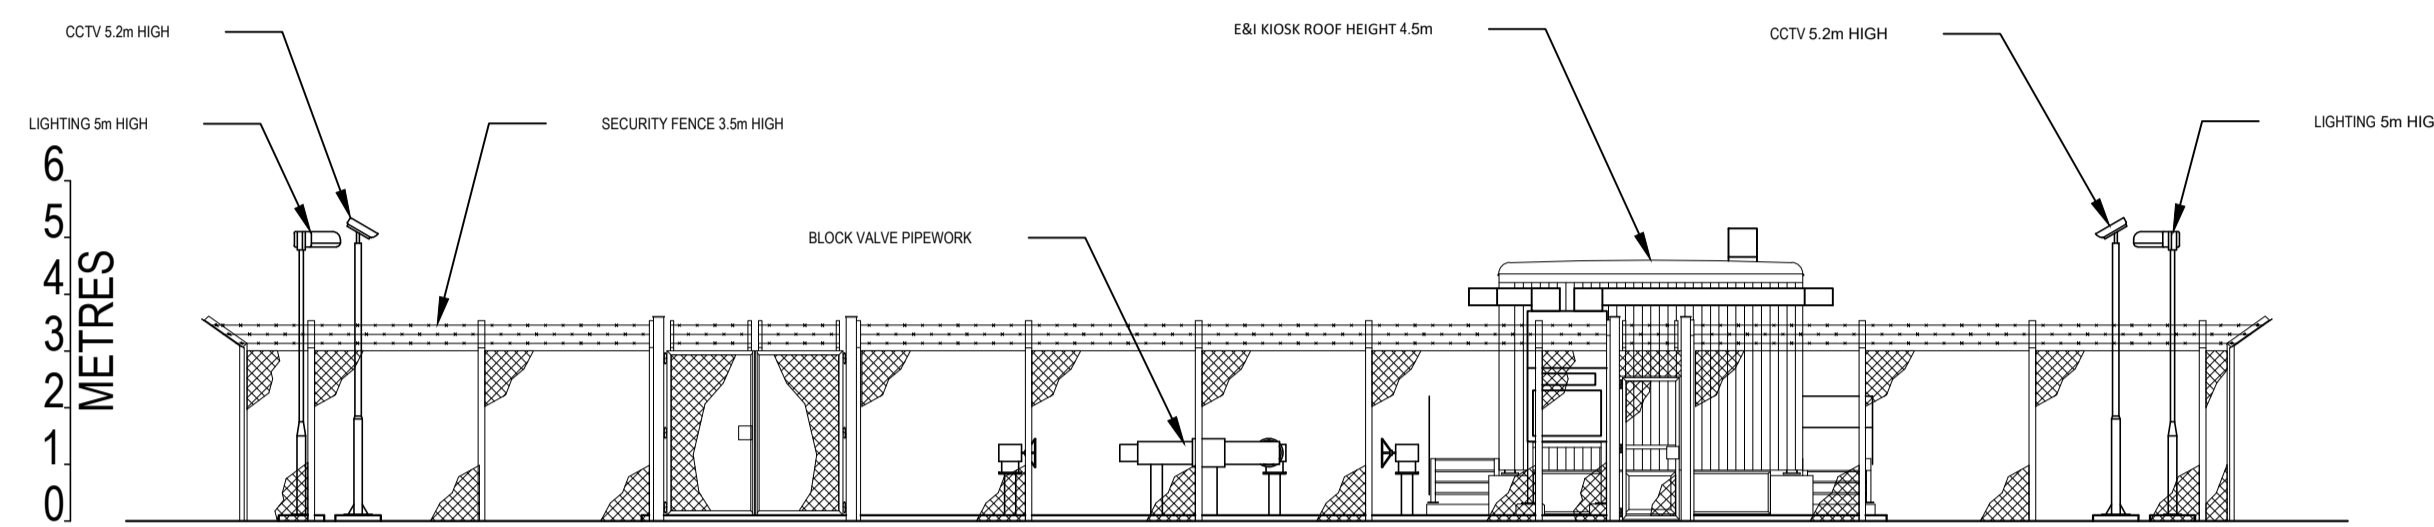 CCTV 5.2m HIGH
E&I KIOSK ROOF HEIGHT 4.5m
CCTV 5.2m HIGH
LIGHTING 5m HIGH
SECURITY FENCE 3.5m HIGH
LIGHTING 5m HIG
BLOCK VALVE PIPEWORK
6
5
4
3
2
1
0
METRES